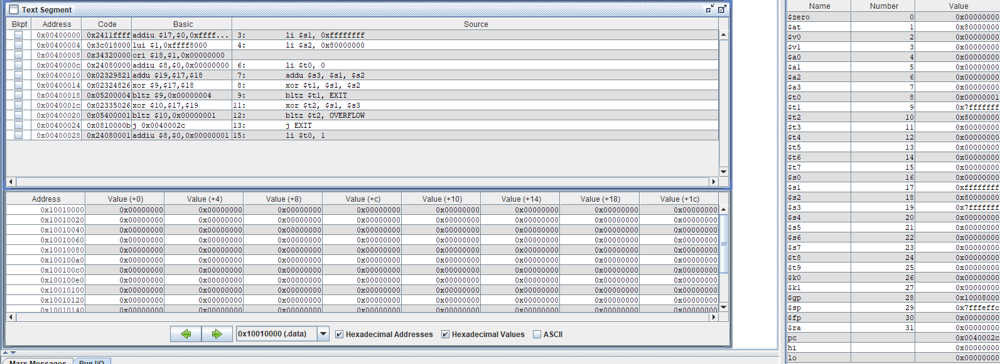 Text Segment
Bkpt Address Code Basic Source
0x00400000 0x2411ffff addiu $17,$0,0xffff... 3: li $s1, 0xffffffff
0x00400004 0x3c018000 lui $1,0xffff8000 4: li $s2, 0x80000000
0x00400008 0x34320000 ori $18,$1,0x00000000
0x0040000c 0x24080000 addiu $8,$0,0x00000000 6: li $t0, 0
0x00400010 0x02329821 addu $19,$17,$18 7: addu $s3, $s1, $s2
0x00400014 0x02324826 xor $9,$17,$18 8: xor $t1, $s1, $s2
0x00400018 0x05200004 bltz $9,0x00000004 9: bltz $t1, EXIT
0x0040001c 0x02335026 xor $10,$17,$19 11: xor $t2, $s1, $s3
0x00400020 0x05400001 bltz $10,0x00000001 12: bltz $t2, OVERFLOW
0x00400024 0x0810000b j 0x0040002c 13: j EXIT
0x00400028 0x24080001 addiu $8,$0,0x00000001 15: li $t0, 1
Address Value (+0) Value (+4) Value (+8) Value (+c) Value (+10) Value (+14) Value (+18) Value (+1c)
0x10010000 0x00000000 0x00000000 0x00000000 0x00000000 0x00000000 0x00000000 0x00000000 0x00000000
0x10010020 0x00000000 0x00000000 0x00000000 0x00000000 0x00000000 0x00000000 0x00000000 0x00000000
0x10010040 0x00000000 0x00000000 0x00000000 0x00000000 0x00000000 0x00000000 0x00000000 0x00000000
0x10010060 0x00000000 0x00000000 0x00000000 0x00000000 0x00000000 0x00000000 0x00000000 0x00000000
0x10010080 0x00000000 0x00000000 0x00000000 0x00000000 0x00000000 0x00000000 0x00000000 0x00000000
0x100100a0 0x00000000 0x00000000 0x00000000 0x00000000 0x00000000 0x00000000 0x00000000 0x00000000
0x100100c0 0x00000000 0x00000000 0x00000000 0x00000000 0x00000000 0x00000000 0x00000000 0x00000000
0x100100e0 0x00000000 0x00000000 0x00000000 0x00000000 0x00000000 0x00000000 0x00000000 0x00000000
0x10010100 0x00000000 0x00000000 0x00000000 0x00000000 0x00000000 0x00000000 0x00000000 0x00000000
0x10010120 0x00000000 0x00000000 0x00000000 0x00000000 0x00000000 0x00000000 0x00000000 0x00000000
0x10010140 0x00000000 0x00000000 0x00000000 0x00000000 0x00000000 0x00000000 0x00000000 0x00000000
0x10010000 (.data) Hexadecimal Addresses Hexadecimal Values ASCII
Mars Messages Run I/O
Name Number Value
$zero 0 0x00000000
$at 1 0x80000000
$v0 2 0x00000000
$v1 3 0x00000000
$a0 4 0x00000000
$a1 5 0x00000000
$a2 6 0x00000000
$a3 7 0x00000000
$t0 8 0x00000001
$t1 9 0x7fffffff
$t2 10 0x80000000
$t3 11 0x00000000
$t4 12 0x00000000
$t5 13 0x00000000
$t6 14 0x00000000
$t7 15 0x00000000
$s0 16 0x00000000
$s1 17 0xffffffff
$s2 18 0x80000000
$s3 19 0x7fffffff
$s4 20 0x00000000
$s5 21 0x00000000
$s6 22 0x00000000
$s7 23 0x00000000
$t8 24 0x00000000
$t9 25 0x00000000
$k0 26 0x00000000
$k1 27 0x00000000
$gp 28 0x10008000
$sp 29 0x7fffeffc
$fp 30 0x00000000
$ra 31 0x00000000
pc 0x0040002c
hi 0x00000000
lo 0x00000000